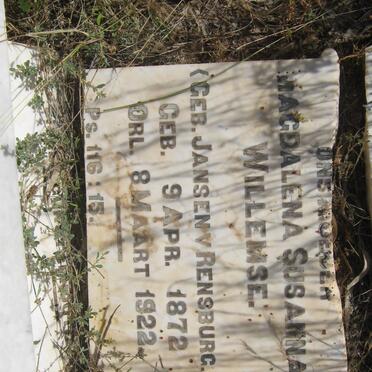 ONS MOEDER
MAGDALENA SUSANNA
WILLEMSE.
(GEB. JANSEN V RENSBURG.
GEB. 9 APR. 1872
ORL. 8 MAART 1922.
Ps. 116:15.